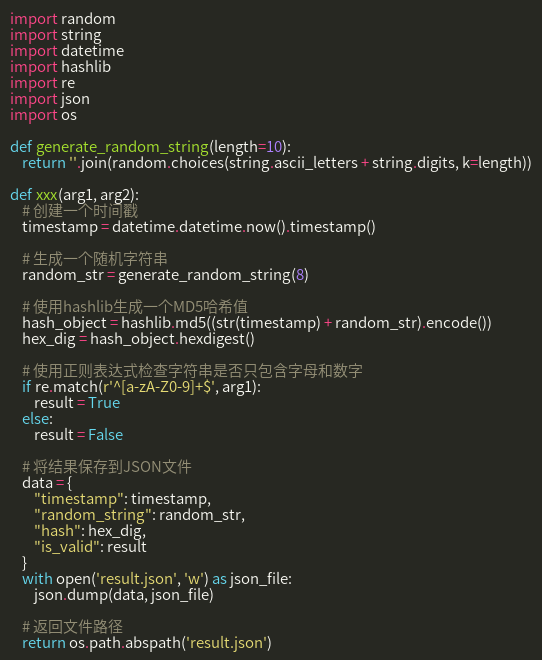 import random
import string
import datetime
import hashlib
import re
import json
import os
def generate_random_string(length=10):
return ''.join(random.choices(string.ascii_letters + string.digits, k=length))
def xxx(arg1, arg2):
# 创建一个时间戳
timestamp = datetime.datetime.now().timestamp()
# 生成一个随机字符串
random_str = generate_random_string(8)
# 使用hashlib生成一个MD5哈希值
hash_object = hashlib.md5((str(timestamp) + random_str).encode())
hex_dig = hash_object.hexdigest()
# 使用正则表达式检查字符串是否只包含字母和数字
if re.match(r'^[a-zA-Z0-9]+$', arg1):
result = True
else:
result = False
# 将结果保存到JSON文件
data = {
"timestamp": timestamp,
"random_string": random_str,
"hash": hex_dig,
"is_valid": result
}
with open('result.json', 'w') as json_file:
json.dump(data, json_file)
# 返回文件路径
return os.path.abspath('result.json')